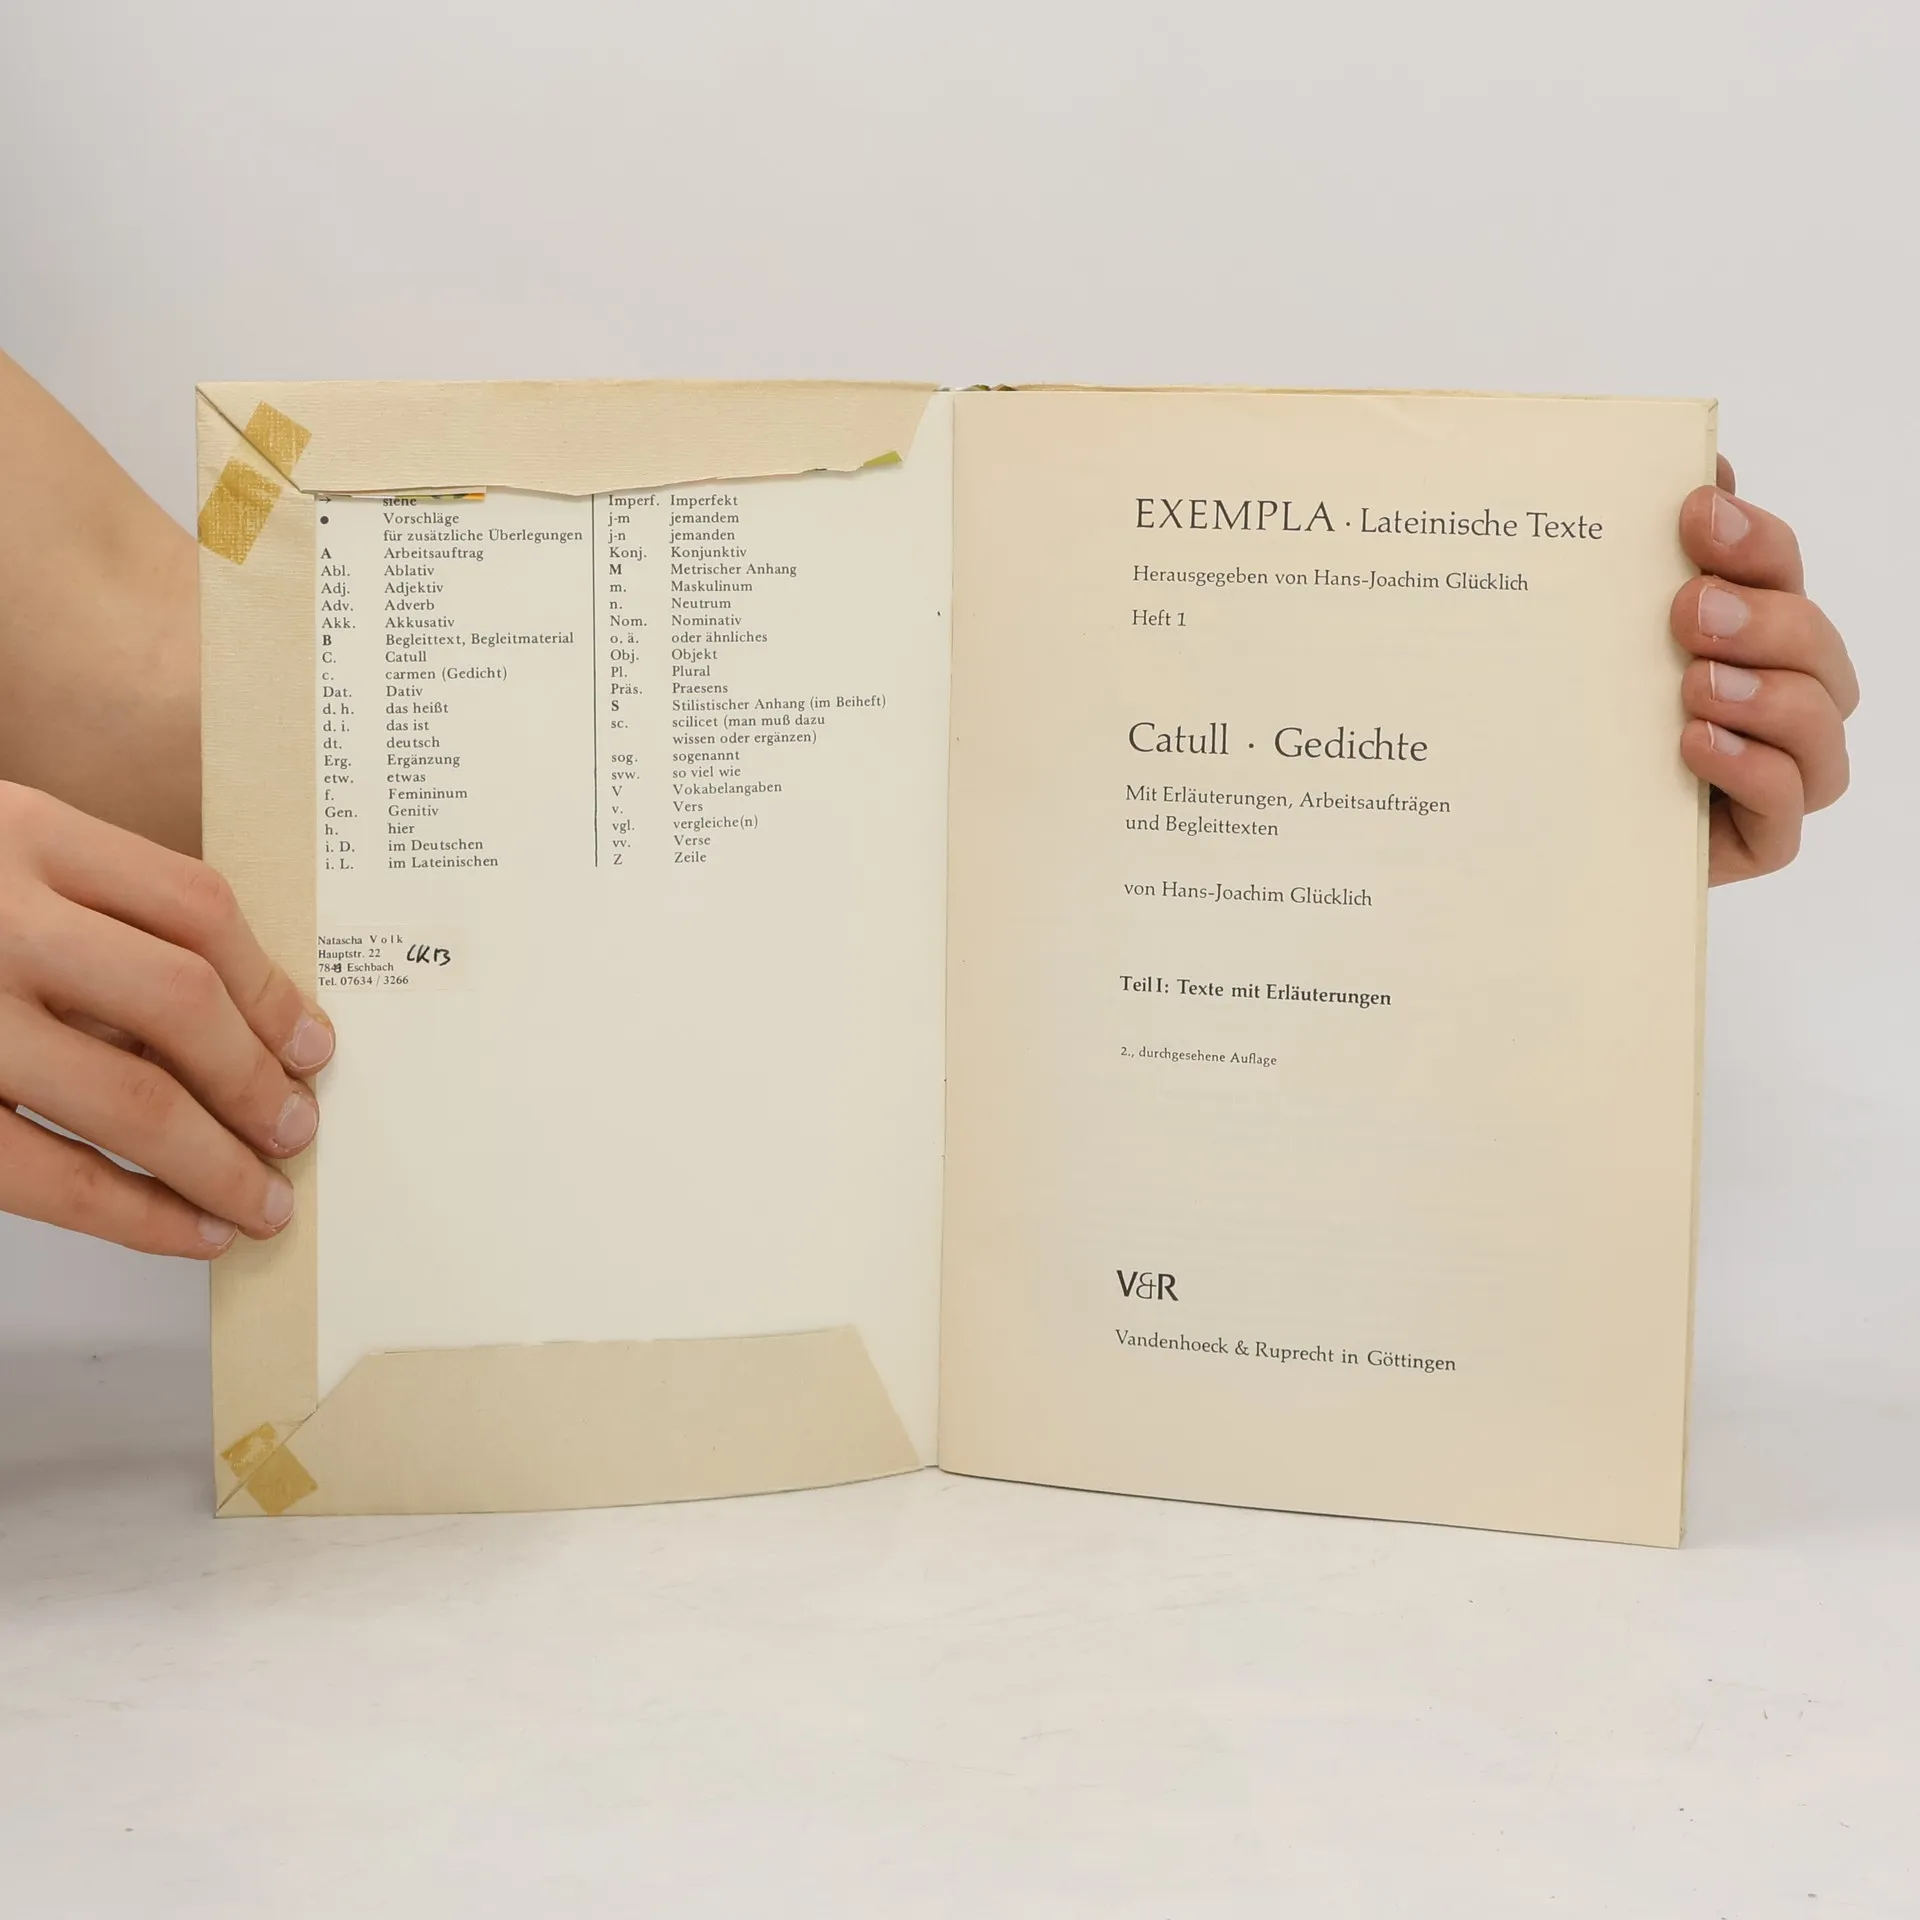 → siehe
● Vorschläge
für zusätzliche Überlegungen
A Arbeitsauftrag
Abl. Ablativ
Adj. Adjektiv
Adv. Adverb
Akk. Akkusativ
B Begleittext, Begleitmaterial
C. Catull
c. carmen (Gedicht)
Dat. Dativ
d. h. das heißt
d. i. das ist
dt. deutsch
Erg. Ergänzung
etw. etwas
f. Femininum
Gen. Genitiv
h. hier
i. D. im Deutschen
i. L. im Lateinischen
Imperf. Imperfekt
j-m jemandem
j-n jemanden
Konj. Konjunktiv
M Metrischer Anhang
m. Maskulinum
n. Neutrum
Nom. Nominativ
o. ä. oder ähnliches
Obj. Objekt
Pl. Plural
Präs. Praesens
S Stilistischer Anhang (im Beiheft)
sc. scilicet (man muß dazu
wissen oder ergänzen)
sog. sogenannt
svw. so viel wie
V Vokabelangaben
v. Vers
vgl. vergleiche(n)
vv. Verse
Z Zeile
Natascha Volk
Hauptstr. 22 LK13
Eschbach
Tel. 07634 / 3266
EXEMPLA · Lateinische Texte
Herausgegeben von Hans-Joachim Glücklich
Heft 1
Catull · Gedichte
Mit Erläuterungen, Arbeitsaufträgen
und Begleittexten
von Hans-Joachim Glücklich
Teil I: Texte mit Erläuterungen
2., durchgesehene Auflage
V&R
Vandenhoeck & Ruprecht in Göttingen